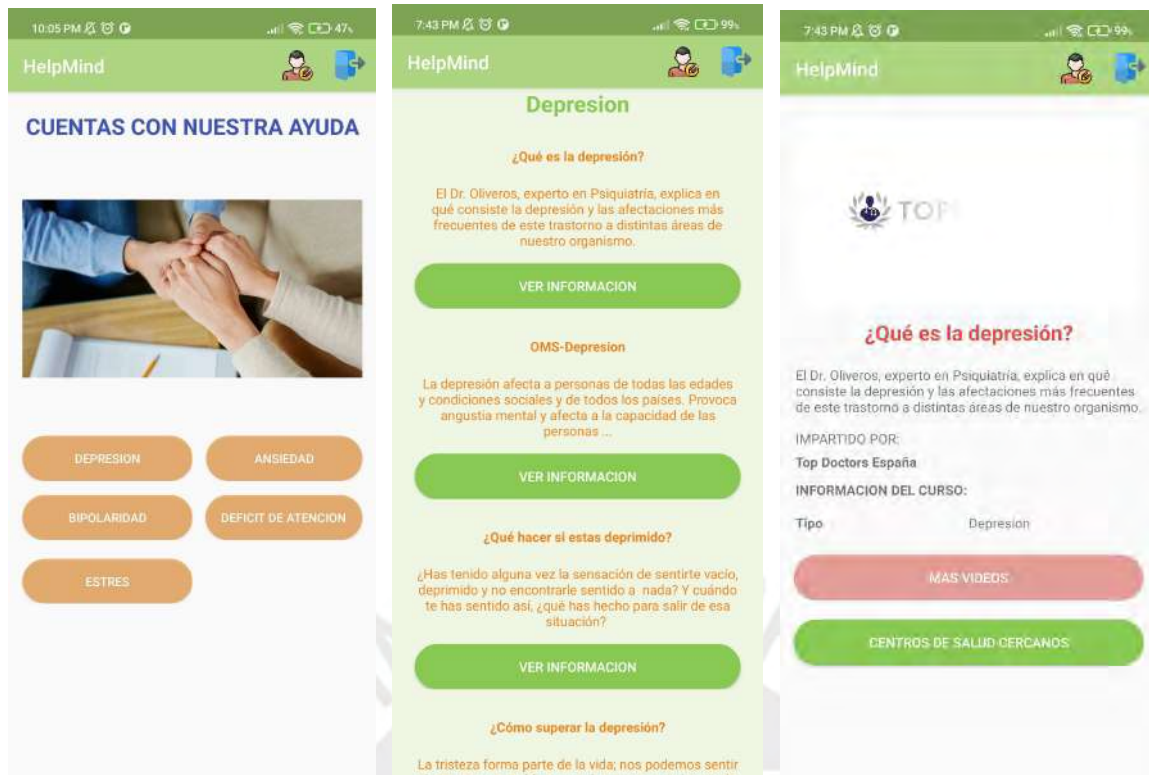 10:05 PM
47%
HelpMind
CUENTAS CON NUESTRA AYUDA
DEPRESION
ANSIEDAD
BIPOLARIDAD
DEFICIT DE ATENCION
ESTRES
7:43 PM
99%
HelpMind
Depresion
¿Qué es la depresión?
El Dr. Oliveros, experto en Psiquiatría, explica en
qué consiste la depresión y las afectaciones más
frecuentes de este trastorno a distintas áreas de
nuestro organismo.
VER INFORMACION
OMS-Depresion
La depresión afecta a personas de todas las edades
y condiciones sociales y de todos los países. Provoca
angustia mental y afecta a la capacidad de las
personas ...
VER INFORMACION
¿Qué hacer si estas deprimido?
¿Has tenido alguna vez la sensación de sentirte vacío,
deprimido y no encontrarle sentido a nada? Y cuándo
te has sentido así, ¿qué has hecho para salir de esa
situación?
VER INFORMACION
¿Cómo superar la depresión?
La tristeza forma parte de la vida; nos podemos sentir
7:43 PM
99%
HelpMind
TOP
¿Qué es la depresión?
El Dr. Oliveros, experto en Psiquiatría, explica en qué
consiste la depresión y las afectaciones más frecuentes
de este trastorno a distintas áreas de nuestro organismo.
IMPARTIDO POR:
Top Doctors España
INFORMACION DEL CURSO:
Tipo Depresion
MAS VIDEOS
CENTROS DE SALUD CERCANOS